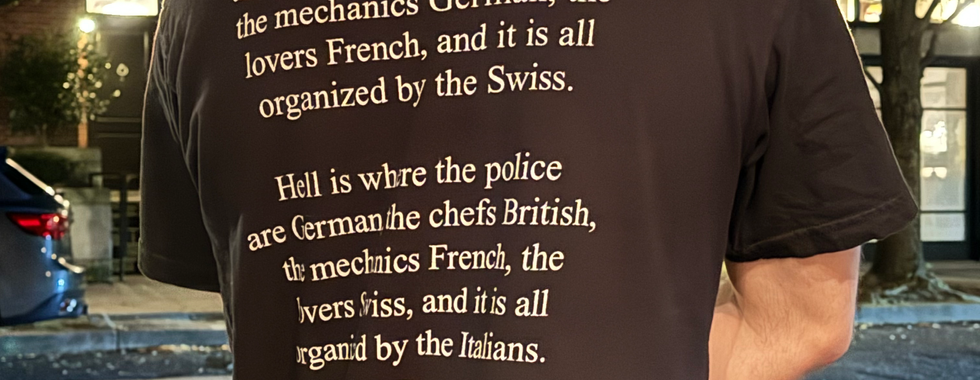 the mechanics German, the
lovers French, and it is all
organized by the Swiss.
Hell is where the police
are German, the chefs British,
the mechanics French, the
lovers Swiss, and it is all
organized by the Italians.